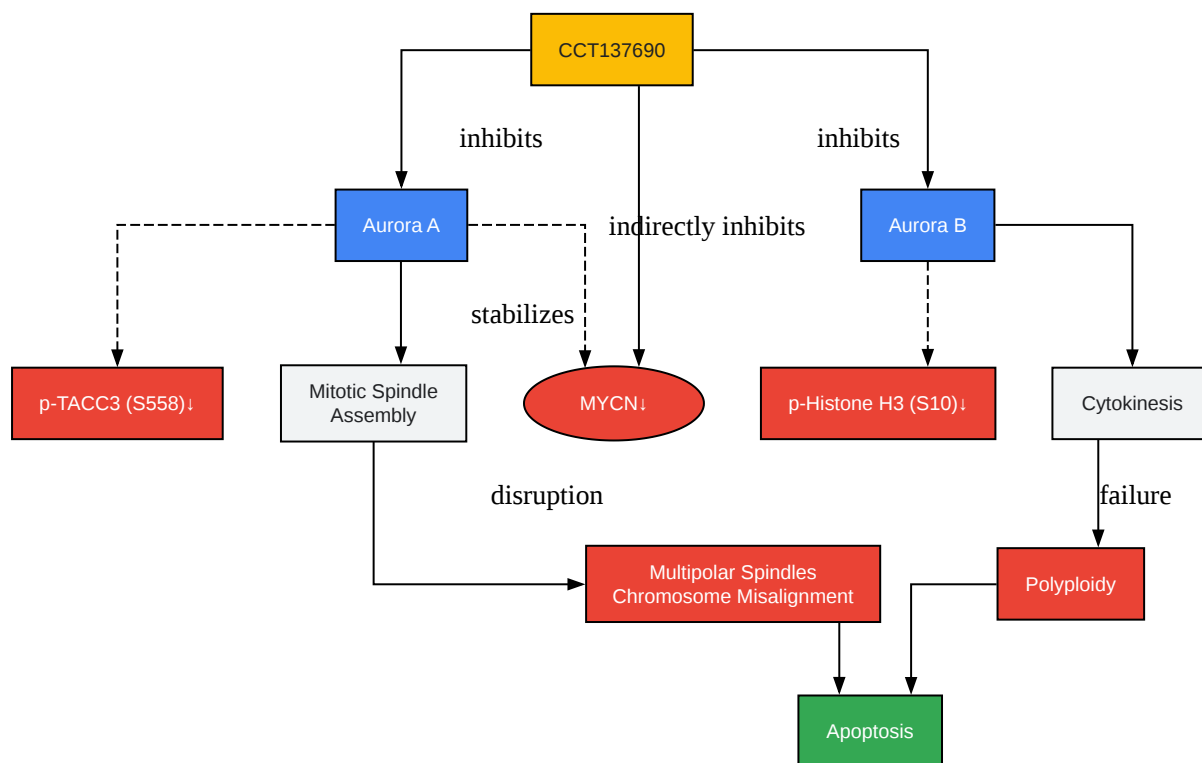 CCT137690
inhibits
inhibits
Aurora A
indirectly inhibits
Aurora B
stabilizes
p-TACC3 (S558)↓
Mitotic Spindle
Assembly
MYCN↓
p-Histone H3 (S10)↓
Cytokinesis
disruption
failure
Multipolar Spindles
Chromosome Misalignment
Polyploidy
Apoptosis